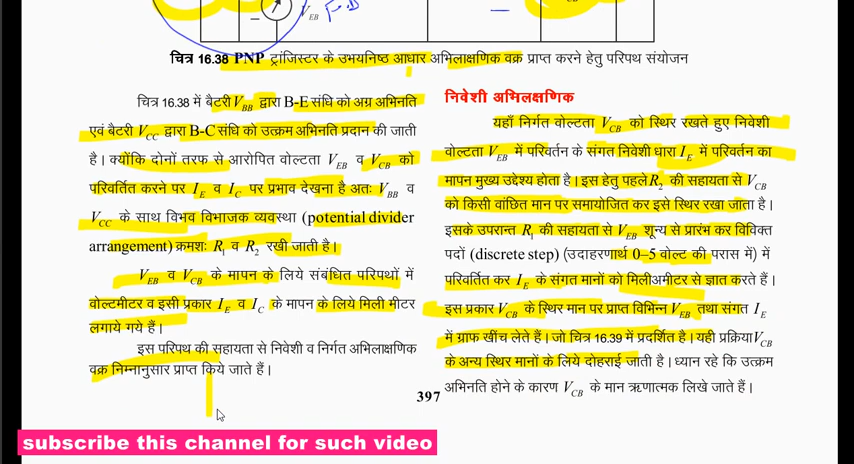 V_EB F.B
CB
चित्र 16.38 PNP ट्रांजिस्टर के उभयनिष्ठ आधार अभिलाक्षणिक वक्र प्राप्त करने हेतु परिपथ संयोजन
चित्र 16.38 में बैटरी V_BB द्वारा B-E संधि को अग्र अभिनति
एवं बैटरी V_CC द्वारा B-C संधि को उत्क्रम अभिनति प्रदान की जाती
है। क्योंकि दोनों तरफ से आरोपित वोल्टता V_EB व V_CB को
परिवर्तित करने पर I_E व I_C पर प्रभाव देखना है अतः V_BB व
V_CC के साथ विभव विभाजक व्यवस्था (potential divider
arrangement) क्रमशः R_1 व R_2 रखी जाती है।
V_EB व V_CB के मापन के लिये संबंधित परिपथों में
वोल्टमीटर व इसी प्रकार I_E व I_C के मापन के लिये मिली मीटर
लगाये गये हैं।
इस परिपथ की सहायता से निवेशी व निर्गत अभिलाक्षणिक
वक्र निम्नानुसार प्राप्त किये जाते हैं।
निवेशी अभिलक्षणिक
यहाँ निर्गत वोल्टता V_CB को स्थिर रखते हुए निवेशी
वोल्टता V_EB में परिवर्तन के संगत निवेशी धारा I_E में परिवर्तन का
मापन मुख्य उद्देश्य होता है। इस हेतु पहले R_2 की सहायता से V_CB
को किसी वांछित मान पर समायोजित कर इसे स्थिर रखा जाता है।
इसके उपरान्त R_1 की सहायता से V_EB शून्य से प्रारंभ कर विविक्त
पदों (discrete step) (उदाहरणार्थ 0–5 वोल्ट की परास में) में
परिवर्तित कर I_E के संगत मानों को मिलीअमीटर से ज्ञात करते हैं।
इस प्रकार V_CB के स्थिर मान पर प्राप्त विभिन्न V_EB तथा संगत I_E
में ग्राफ खींच लेते हैं। जो चित्र 16.39 में प्रदर्शित है। यही प्रक्रिया V_CB
के अन्य स्थिर मानों के लिये दोहराई जाती है। ध्यान रहे कि उत्क्रम
अभिनति होने के कारण V_CB के मान ऋणात्मक लिखे जाते हैं।
397
subscribe this channel for such video